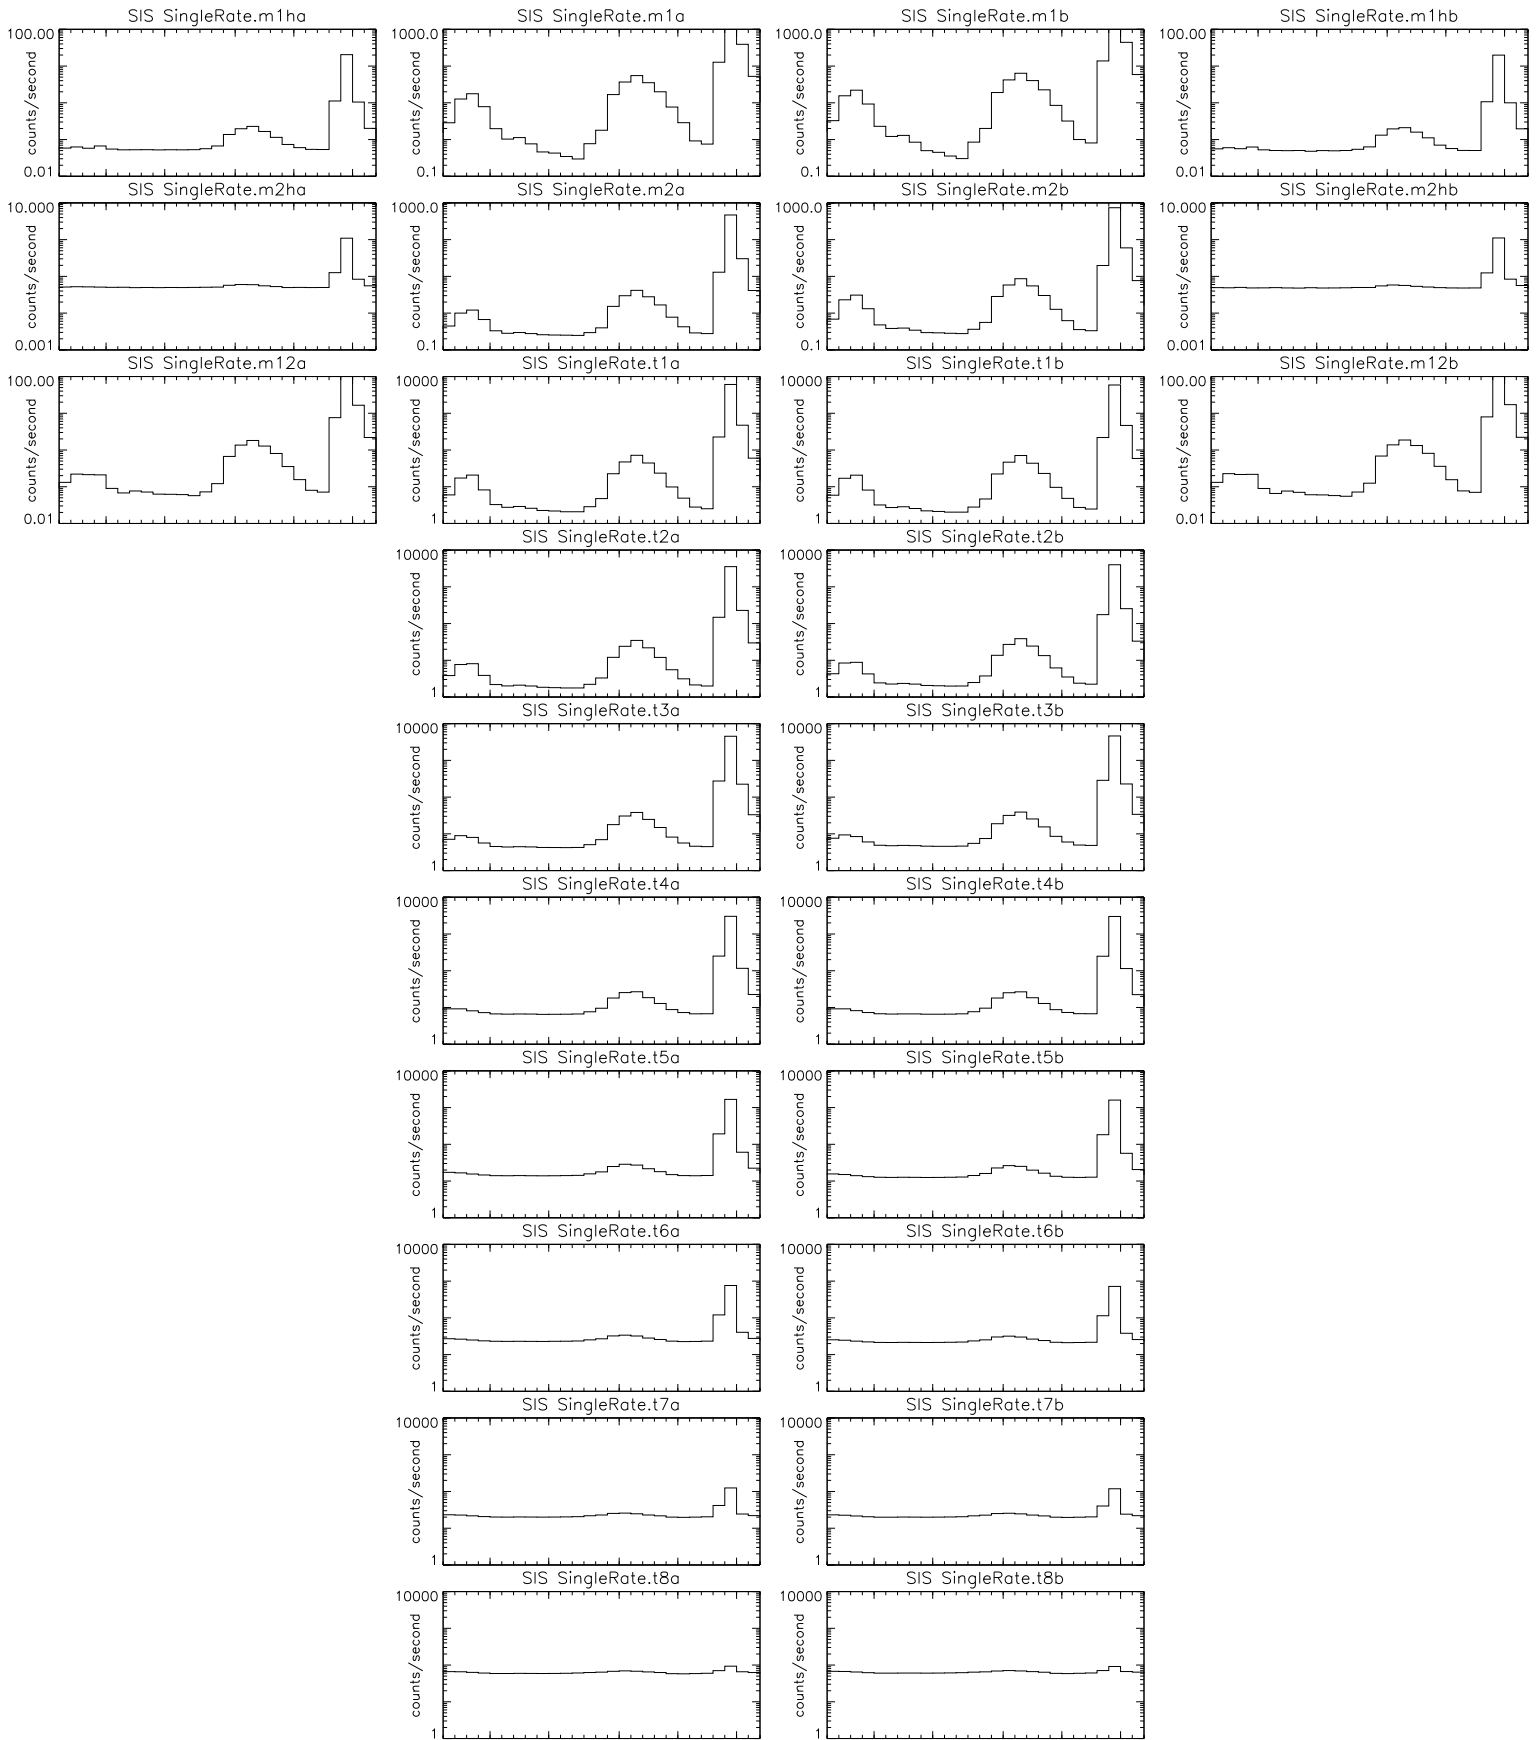 SIS SingleRate.m1ha
SIS SingleRate.m1a
SIS SingleRate.m1b
SIS SingleRate.m1hb
100.00
counts/second
0.01
1000.0
counts/second
0.1
1000.0
counts/second
0.1
100.00
counts/second
0.01
SIS SingleRate.m2ha
SIS SingleRate.m2a
SIS SingleRate.m2b
SIS SingleRate.m2hb
10.000
counts/second
0.001
1000.0
counts/second
0.1
1000.0
counts/second
0.1
10.000
counts/second
0.001
SIS SingleRate.m12a
SIS SingleRate.t1a
SIS SingleRate.t1b
SIS SingleRate.m12b
100.00
counts/second
0.01
10000
counts/second
1
10000
counts/second
1
100.00
counts/second
0.01
SIS SingleRate.t2a
SIS SingleRate.t2b
10000
counts/second
1
10000
counts/second
1
SIS SingleRate.t3a
SIS SingleRate.t3b
10000
counts/second
1
10000
counts/second
1
SIS SingleRate.t4a
SIS SingleRate.t4b
10000
counts/second
1
10000
counts/second
1
SIS SingleRate.t5a
SIS SingleRate.t5b
10000
counts/second
1
10000
counts/second
1
SIS SingleRate.t6a
SIS SingleRate.t6b
10000
counts/second
1
10000
counts/second
1
SIS SingleRate.t7a
SIS SingleRate.t7b
10000
counts/second
1
10000
counts/second
1
SIS SingleRate.t8a
SIS SingleRate.t8b
10000
counts/second
1
10000
counts/second
1